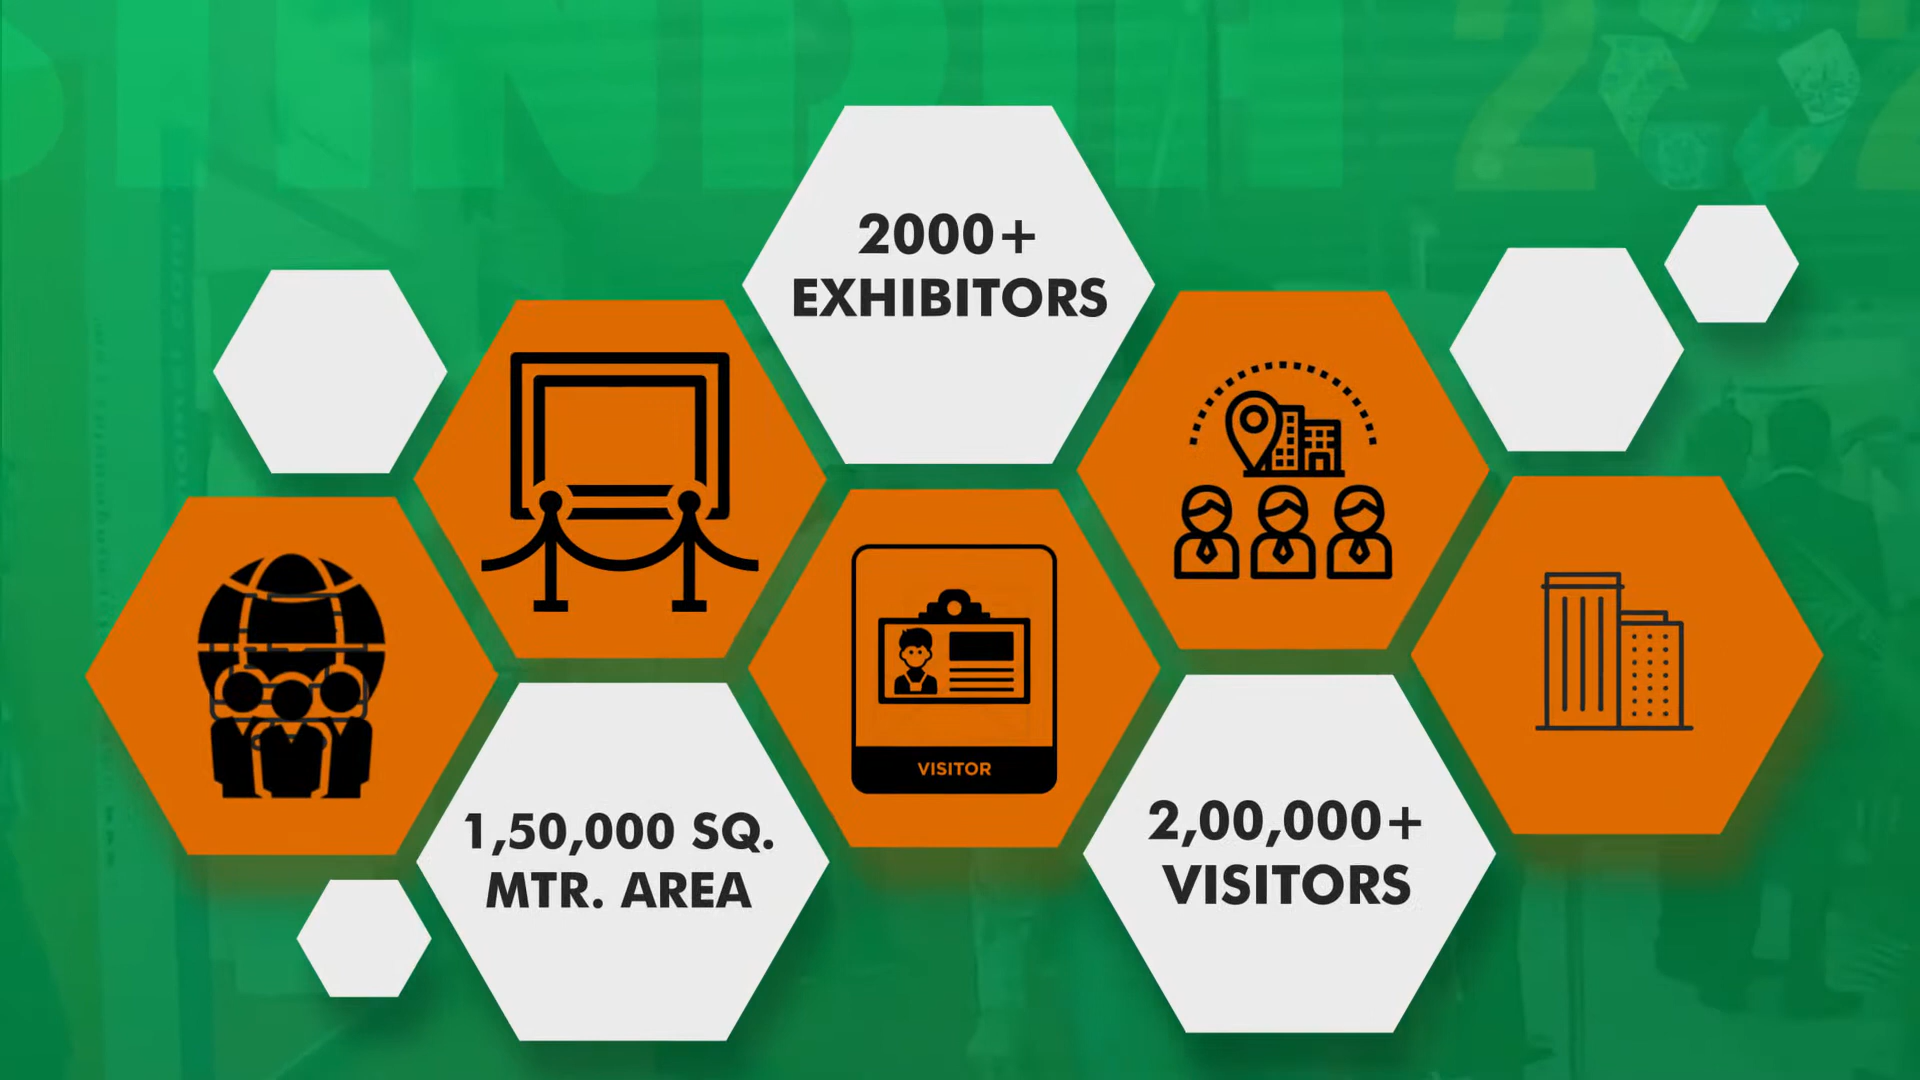 2000+
EXHIBITORS
VISITOR
1,50,000 SQ.
MTR. AREA
2,00,000+
VISITORS